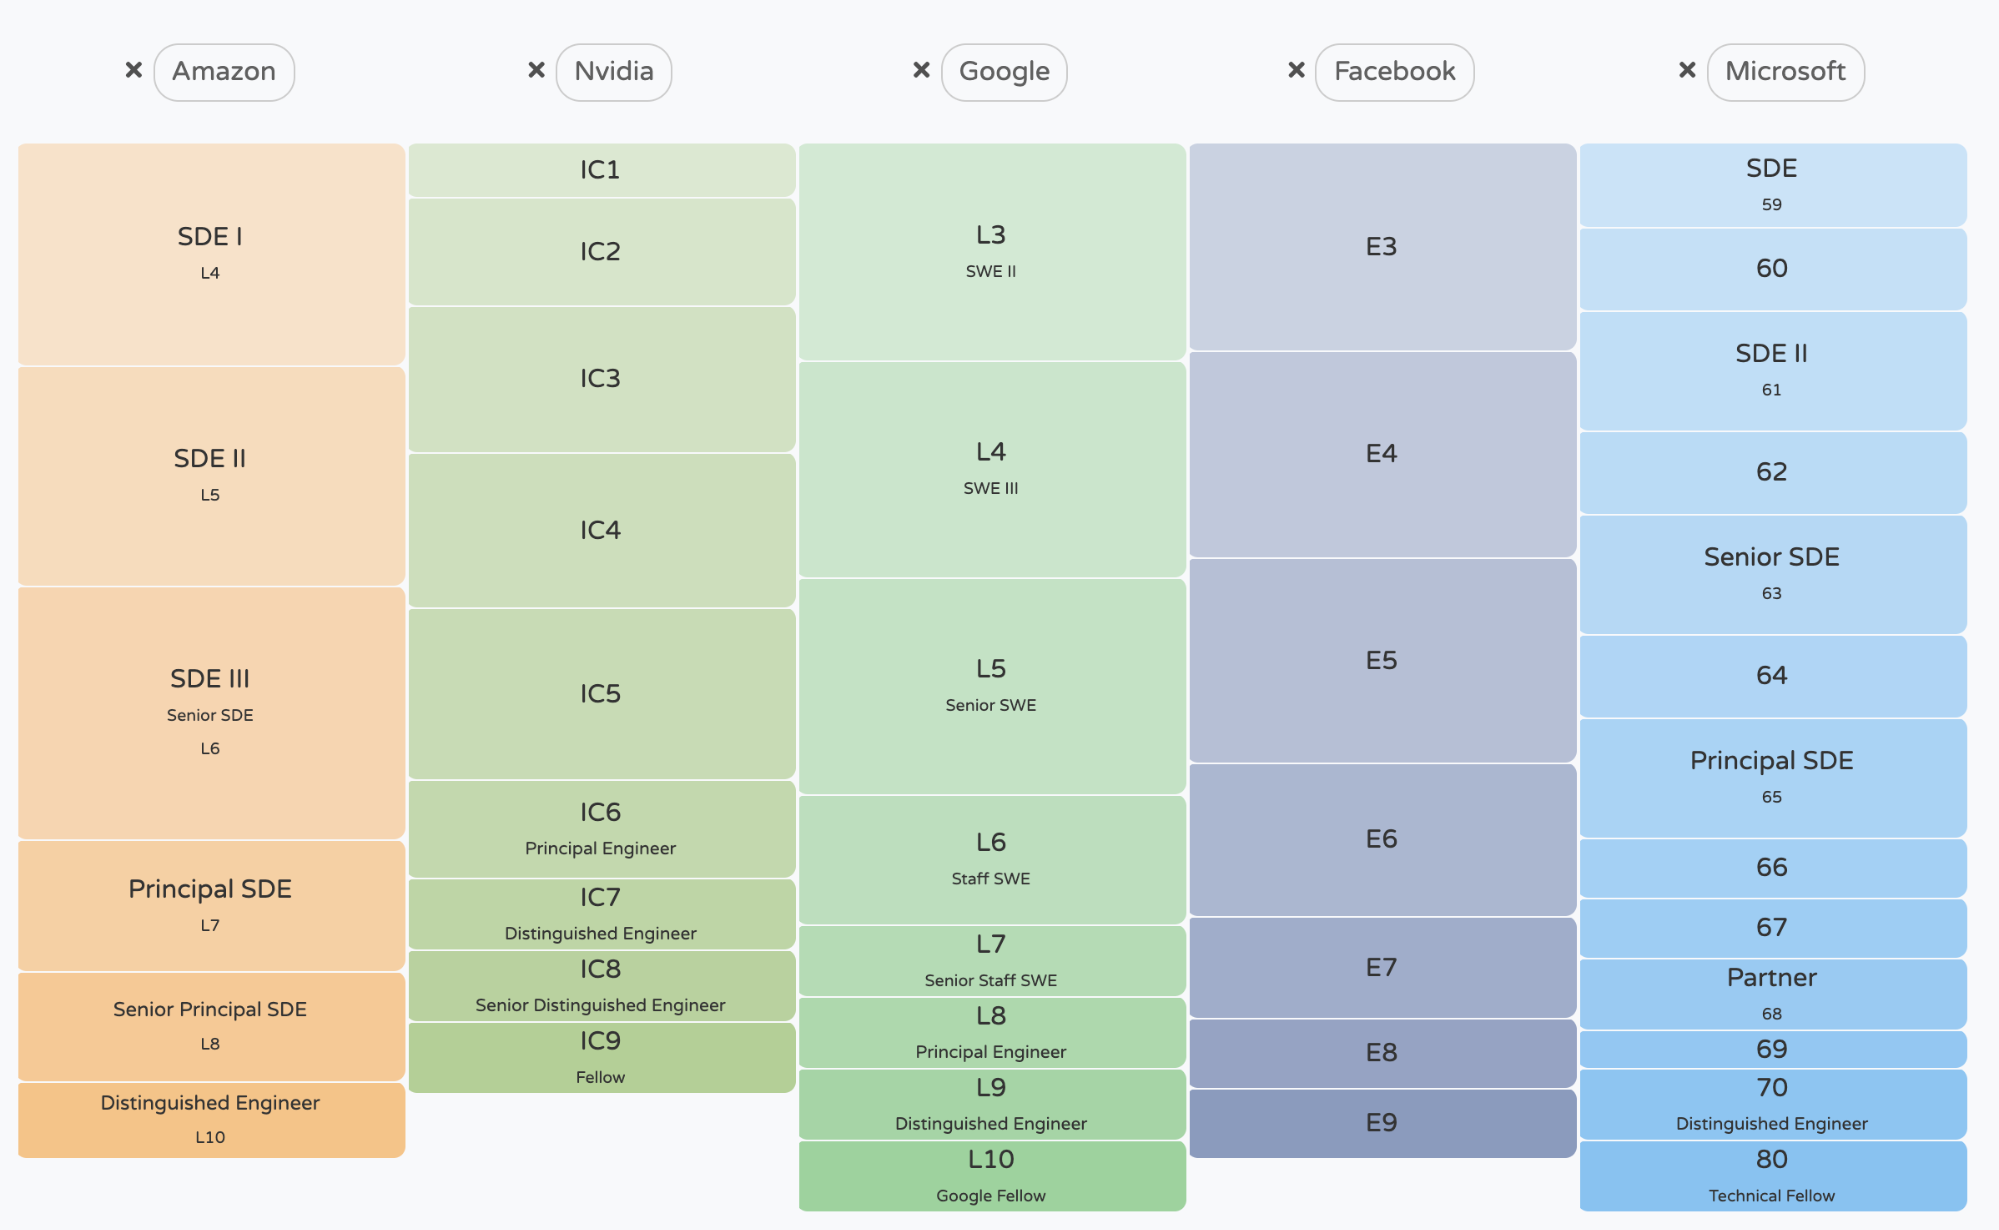 Amazon
Nvidia
Google
Facebook
Microsoft
SDE I
L4
SDE II
L5
SDE III
Senior SDE
L6
Principal SDE
L7
Senior Principal SDE
L8
Distinguished Engineer
L10
IC1
IC2
IC3
IC4
IC5
IC6
Principal Engineer
IC7
Distinguished Engineer
IC8
Senior Distinguished Engineer
IC9
Fellow
L3
SWE II
L4
SWE III
L5
Senior SWE
L6
Staff SWE
L7
Senior Staff SWE
L8
Principal Engineer
L9
Distinguished Engineer
L10
Google Fellow
E3
E4
E5
E6
E7
E8
E9
SDE
59
60
SDE II
61
62
Senior SDE
63
64
Principal SDE
65
66
67
Partner
68
69
70
Distinguished Engineer
80
Technical Fellow